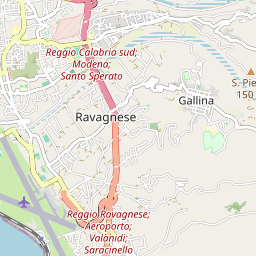 Reggio Calabria sud;
Modena;
Santo Sperato
S. Pie
150
Gallina
Ravagnese
Reggio Ravagnese;
Aeroporto;
Valanidi;
Saracinello